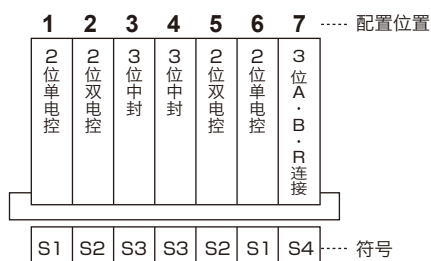 1 2 3 4 5 6 7 ····· 配置位置
2位单电控
2位双电控
3位中封
3位中封
2位双电控
2位单电控
3位A·B·R连接
S1 S2 S3 S3 S2 S1 S4 ····· 符号